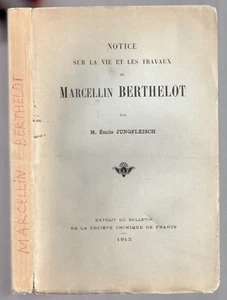 NOTICE
SUR LA VIE ET LES TRAVAUX
DE
MARCELLIN BERTHELOT
PAR
M. Émile JUNGFLEISCH
EXTRAIT DU BULLETIN
DE LA SOCIÉTÉ CHIMIQUE DE FRANCE
1913
MARCELLIN BERTHELOT